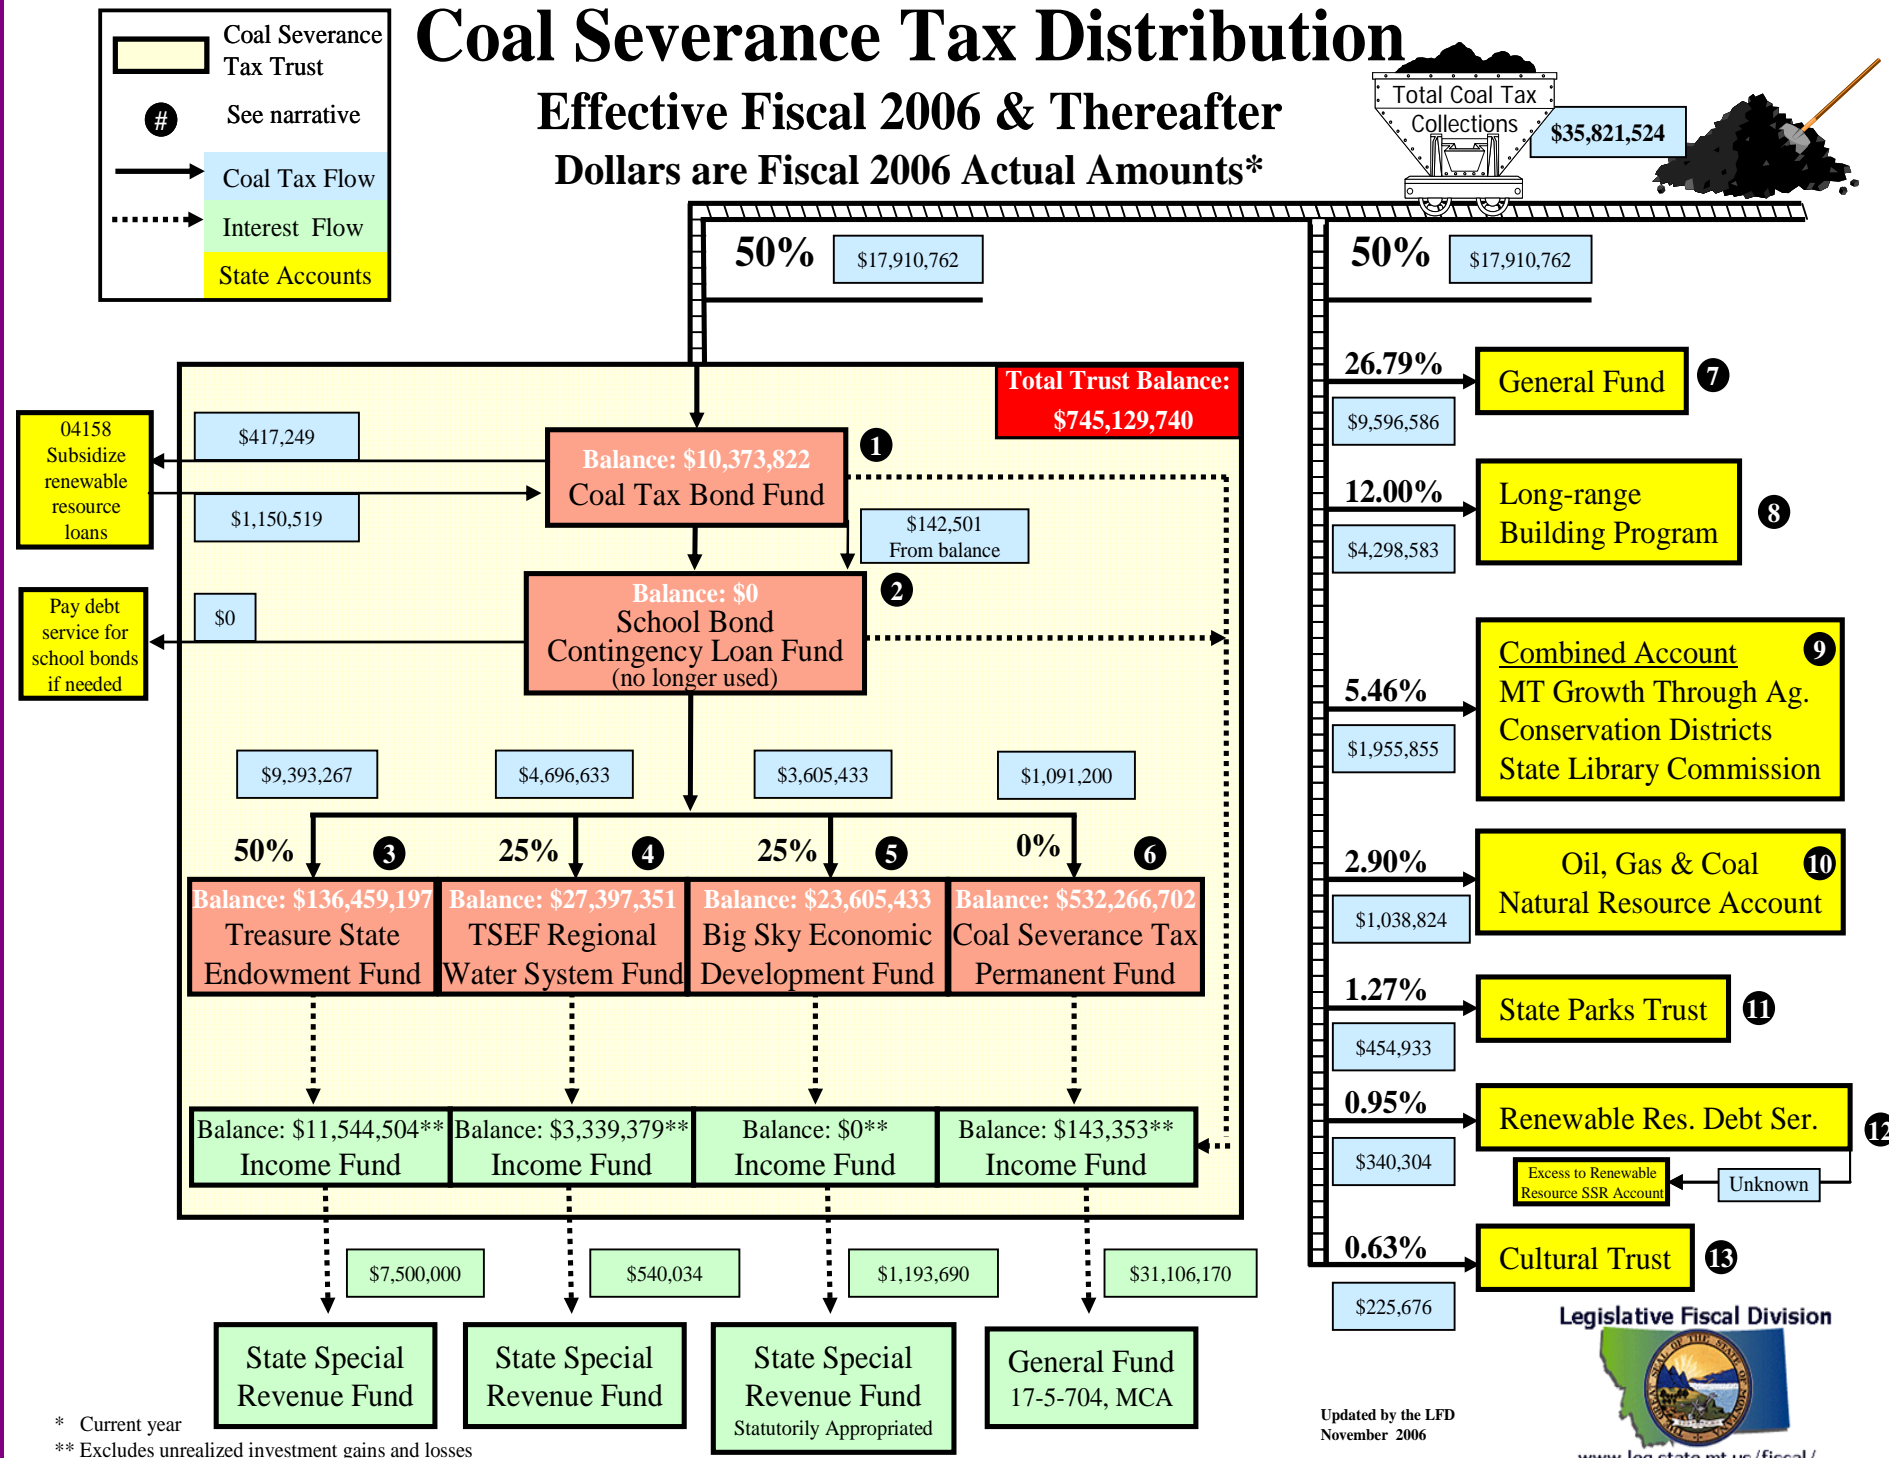 Coal Severance Tax Distribution
Effective Fiscal 2006 & Thereafter
Dollars are Fiscal 2006 Actual Amounts*
Coal Severance
Tax Trust
#
See narrative
Coal Tax Flow
Interest Flow
State Accounts
Total Coal Tax
Collections
$35,821,524
50%
$17,910,762
50%
$17,910,762
Total Trust Balance:
$745,129,740
04158
Subsidize
renewable
resource
loans
$417,249
$1,150,519
Balance: $10,373,822
Coal Tax Bond Fund
1
$142,501
From balance
Pay debt
service for
school bonds
if needed
$0
Balance: $0
School Bond
Contingency Loan Fund
(no longer used)
2
$9,393,267
$4,696,633
$3,605,433
$1,091,200
50%
3
25%
4
25%
5
0%
6
Balance: $136,459,197
Treasure State
Endowment Fund
Balance: $27,397,351
TSEF Regional
Water System Fund
Balance: $23,605,433
Big Sky Economic
Development Fund
Balance: $532,266,702
Coal Severance Tax
Permanent Fund
Balance: $11,544,504**
Income Fund
Balance: $3,339,379**
Income Fund
Balance: $0**
Income Fund
Balance: $143,353**
Income Fund
$7,500,000
$540,034
$1,193,690
$31,106,170
State Special
Revenue Fund
State Special
Revenue Fund
State Special
Revenue Fund
Statutorily Appropriated
General Fund
17-5-704, MCA
26.79%
$9,596,586
General Fund
7
12.00%
$4,298,583
Long-range
Building Program
8
5.46%
$1,955,855
Combined Account
9
MT Growth Through Ag.
Conservation Districts
State Library Commission
2.90%
$1,038,824
Oil, Gas & Coal
10
Natural Resource Account
1.27%
$454,933
State Parks Trust
11
0.95%
$340,304
Renewable Res. Debt Ser.
12
Excess to Renewable
Resource SSR Account
Unknown
0.63%
$225,676
Cultural Trust
13
* Current year
** Excludes unrealized investment gains and losses
Updated by the LFD
November 2006
Legislative Fiscal Division
www.leg.state.mt.us/fiscal/